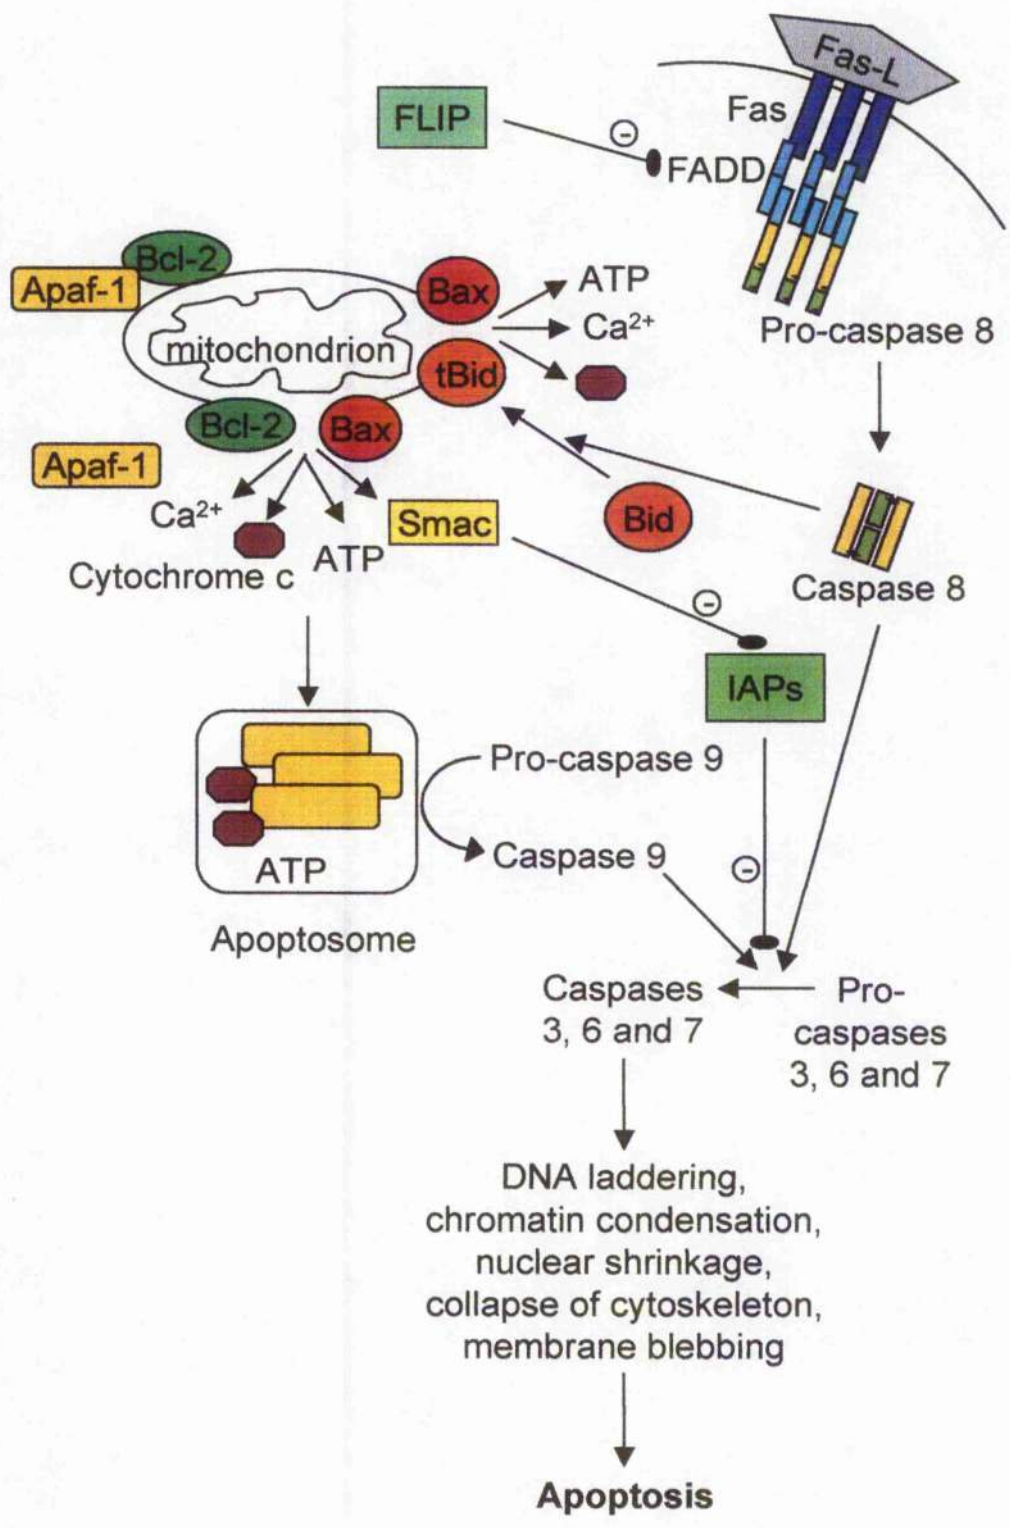 Fas-L
Fas
FLIP
⊖
FADD
Bcl-2
Apaf-1
Bax
ATP
Ca²⁺
mitochondrion
tBid
Pro-caspase 8
Bcl-2
Bax
Apaf-1
Ca²⁺
Smac
Bid
ATP
Cytochrome c
Caspase 8
⊖
IAPs
Pro-caspase 9
Caspase 9
⊖
ATP
Apoptosome
Caspases
3, 6 and 7
Pro-
caspases
3, 6 and 7
DNA laddering,
chromatin condensation,
nuclear shrinkage,
collapse of cytoskeleton,
membrane blebbing
Apoptosis